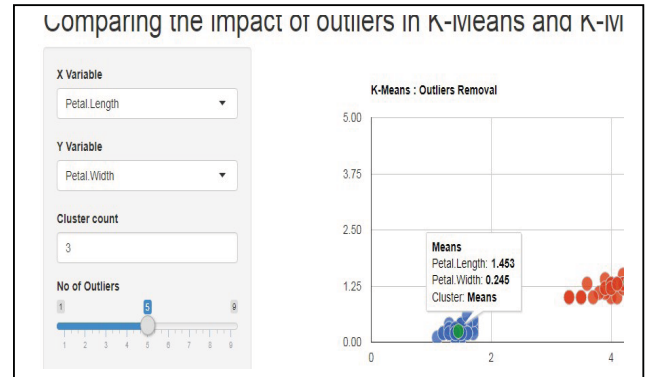 Comparing the impact of outliers in K-Means and K-M
X Variable
Petal.Length
Y Variable
Petal.Width
Cluster count
3
No of Outliers
1 5 9
1 2 3 4 5 6 7 8 9
K-Means : Outliers Removal
5.00
3.75
2.50
1.25
0.00
0 2 4
Means
Petal.Length: 1.453
Petal.Width: 0.245
Cluster: Means